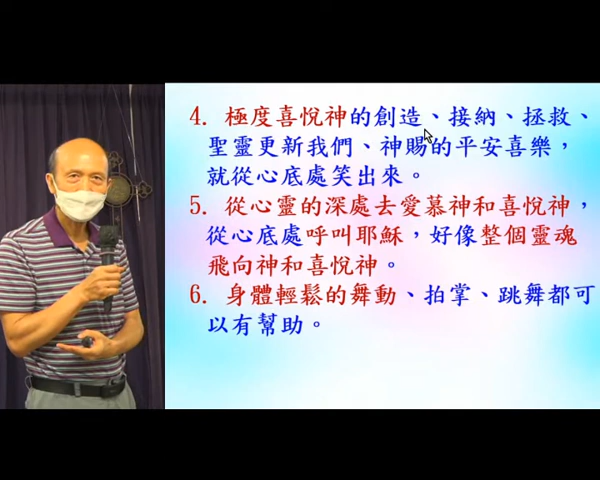 4. 極度喜悅神的創造、接納、拯救、
聖靈更新我們、神賜的平安喜樂，
就從心底處笑出來。
5. 從心靈的深處去愛慕神和喜悅神，
從心底處呼叫耶穌，好像整個靈魂
飛向神和喜悅神。
6. 身體輕鬆的舞動、拍掌、跳舞都可
以有幫助。